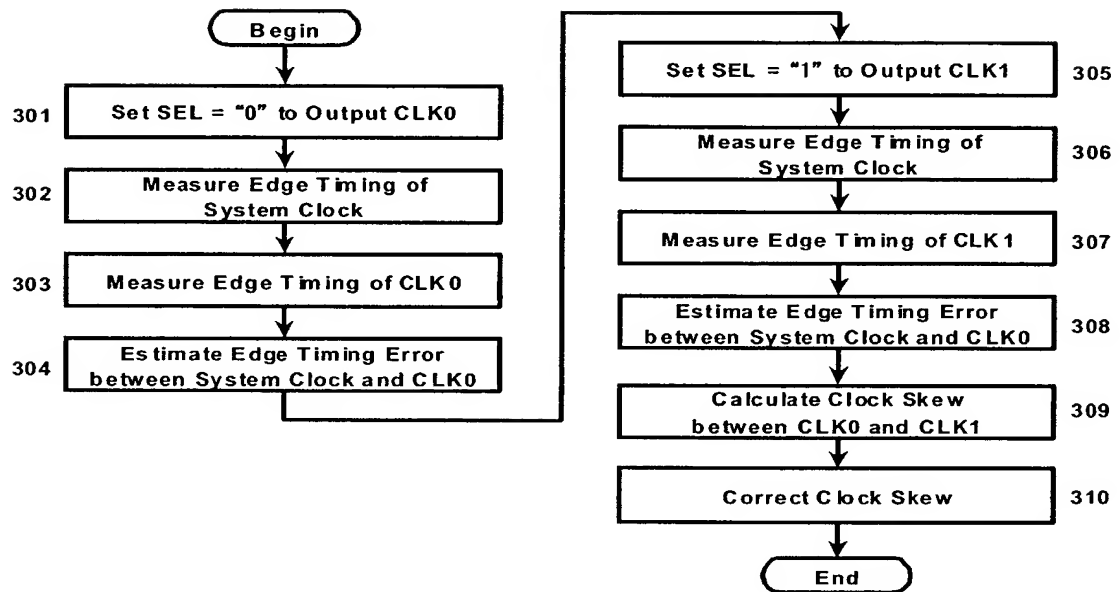 Begin
301
Set SEL = "0" to Output CLK0
302
Measure Edge Timing of
System Clock
303
Measure Edge Timing of CLK0
304
Estimate Edge Timing Error
between System Clock and CLK0
Set SEL = "1" to Output CLK1
305
Measure Edge Timing of
System Clock
306
Measure Edge Timing of CLK1
307
Estimate Edge Timing Error
between System Clock and CLK0
308
Calculate Clock Skew
between CLK0 and CLK1
309
Correct Clock Skew
310
End